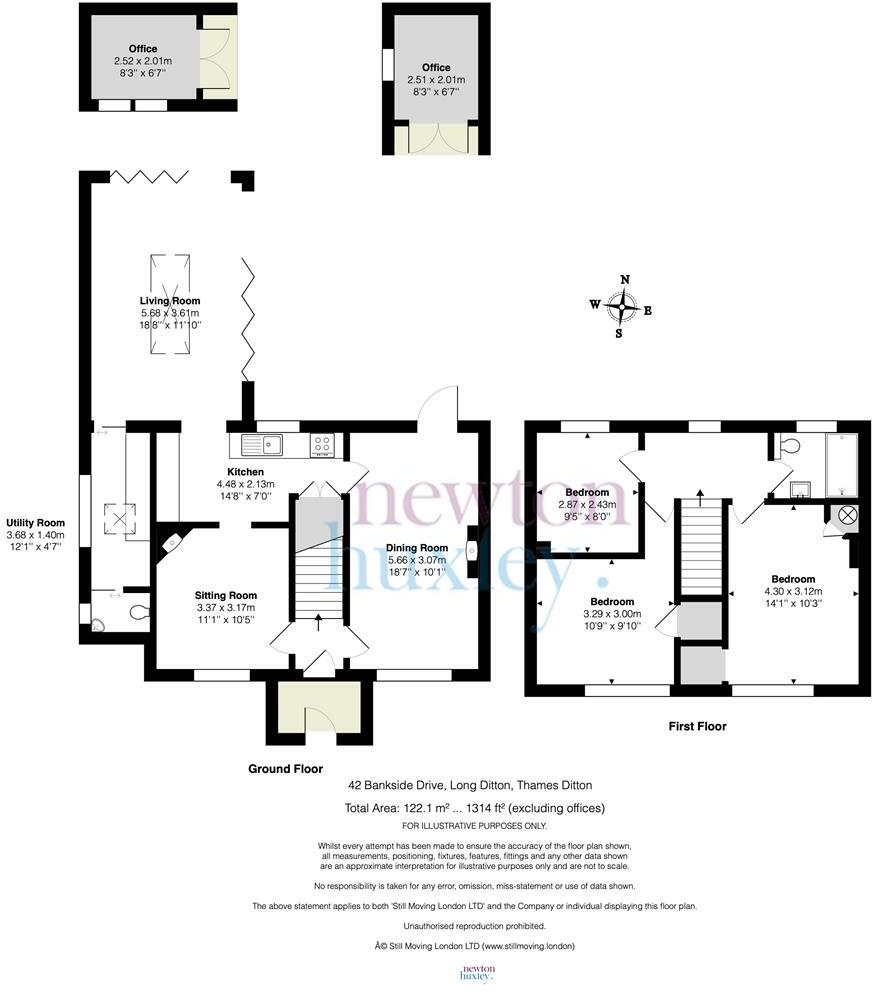 Office
2.52 x 2.01m
8'3'' x 6'7''
Office
2.51 x 2.01m
8'3'' x 6'7''
Living Room
5.68 x 3.61m
18'8'' x 11'10''
N
W
E
S
Kitchen
4.48 x 2.13m
14'8'' x 7'0''
newton
huxley.
Utility Room
3.68 x 1.40m
12'1'' x 4'7''
Sitting Room
3.37 x 3.17m
11'1'' x 10'5''
Dining Room
5.66 x 3.07m
18'7'' x 10'1''
Bedroom
2.87 x 2.43m
9'5'' x 8'0''
Bedroom
3.29 x 3.00m
10'9'' x 9'10''
Bedroom
4.30 x 3.12m
14'1'' x 10'3''
First Floor
Ground Floor
42 Bankside Drive, Long Ditton, Thames Ditton
Total Area: 122.1 m² ... 1314 ft² (excluding offices)
FOR ILLUSTRATIVE PURPOSES ONLY.
Whilst every attempt has been made to ensure the accuracy of the floor plan shown,
all measurements, positioning, fixtures, features, fittings and any other data shown
are an approximate interpretation for illustrative purposes only and are not to scale.
No responsibility is taken for any error, omission, miss-statement or use of data shown.
The above statement applies to both 'Still Moving London LTD' and the Company or individual displaying this floor plan.
Unauthorised reproduction prohibited.
Â© Still Moving London LTD (www.stillmoving.london)
newton
huxley.